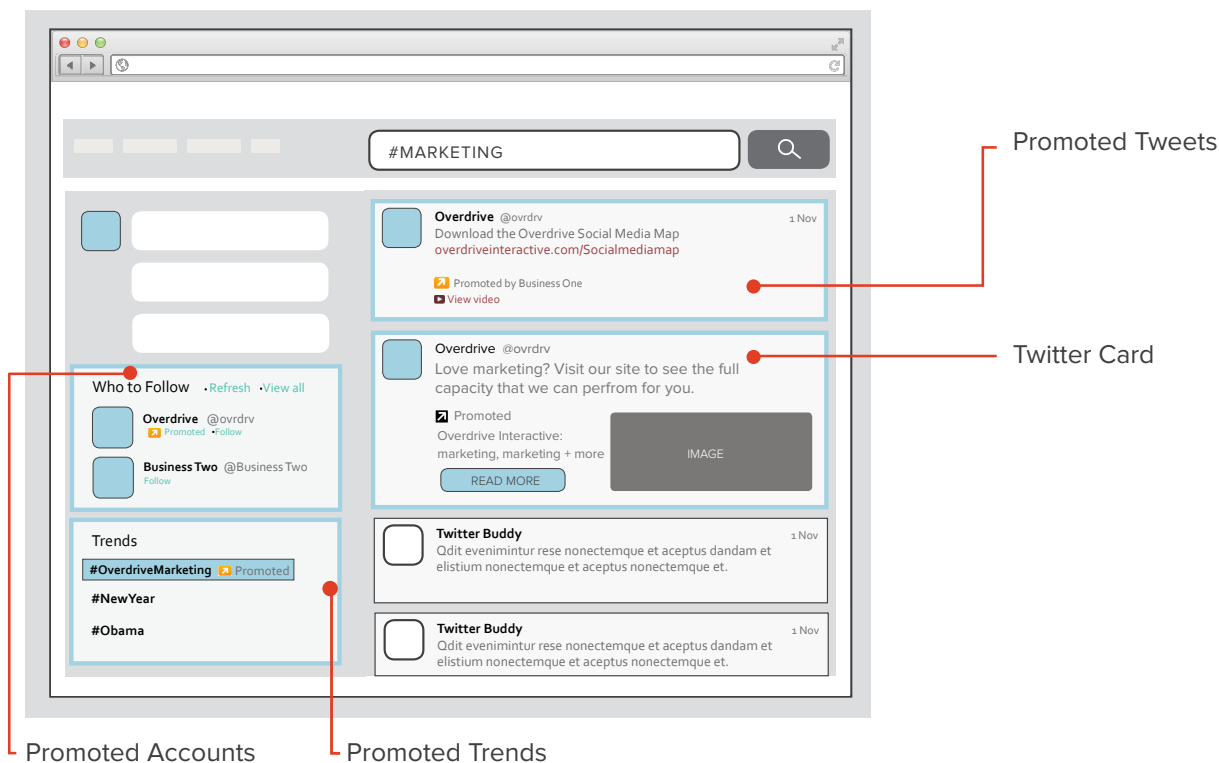 #MARKETING
Promoted Tweets
Overdrive @ovrdrv 1 Nov
Download the Overdrive Social Media Map
overdriveinteractive.com/Socialmediamap
Promoted by Business One
View video
Twitter Card
Overdrive @ovrdrv
Love marketing? Visit our site to see the full
capacity that we can perfrom for you.
Promoted
Overdrive Interactive:
marketing, marketing + more
READ MORE
IMAGE
Who to Follow •Refresh •View all
Overdrive @ovrdrv
Promoted •Follow
Business Two @Business Two
Follow
Trends
#OverdriveMarketing Promoted
#NewYear
#Obama
Twitter Buddy 1 Nov
Qdit evenimintur rese nonectemque et aceptus dandam et
elistium nonectemque et aceptus nonectemque et.
Twitter Buddy 1 Nov
Qdit evenimintur rese nonectemque et aceptus dandam et
elistium nonectemque et aceptus nonectemque et.
Promoted Accounts
Promoted Trends